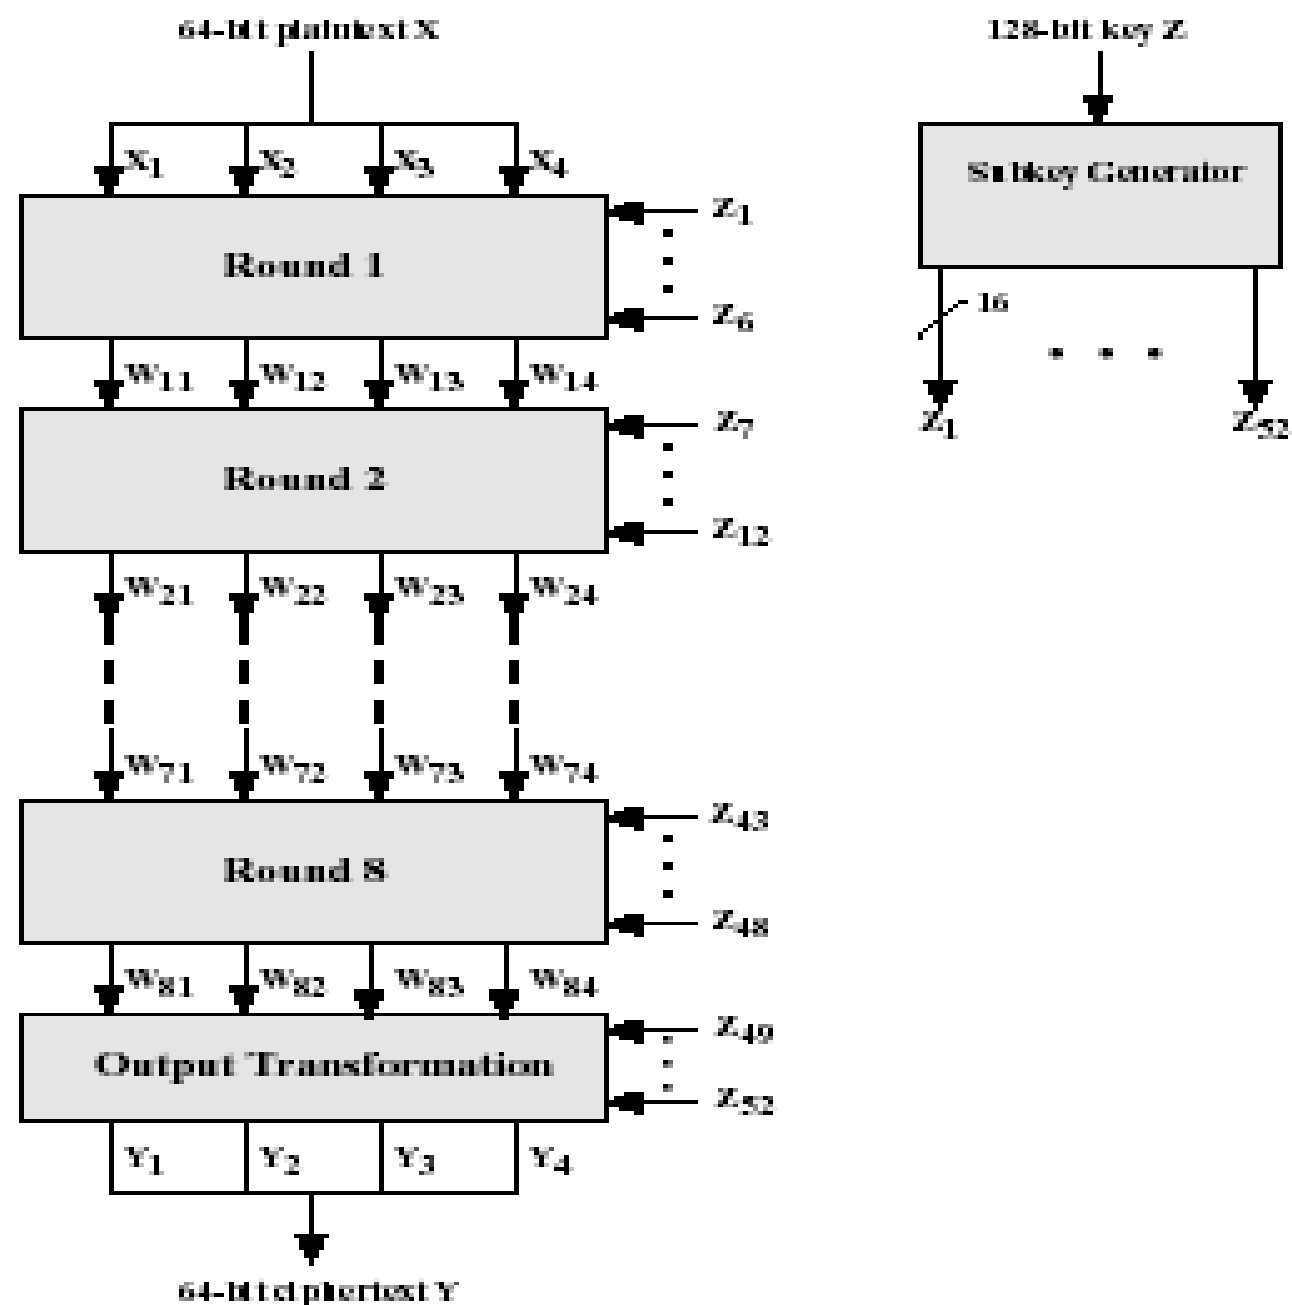 64-bit plaintext X
128-bit key Z
X1 X2 X3 X4
Subkey Generator
Z1
Round 1
Z6
16
W11 W12 W13 W14
Z1 Z52
Z7
Round 2
Z12
W21 W22 W23 W24
W71 W72 W73 W74
Z43
Round 8
Z48
W81 W82 W83 W84
Z49
Output Transformation
Z52
Y1 Y2 Y3 Y4
64-bit ciphertext Y